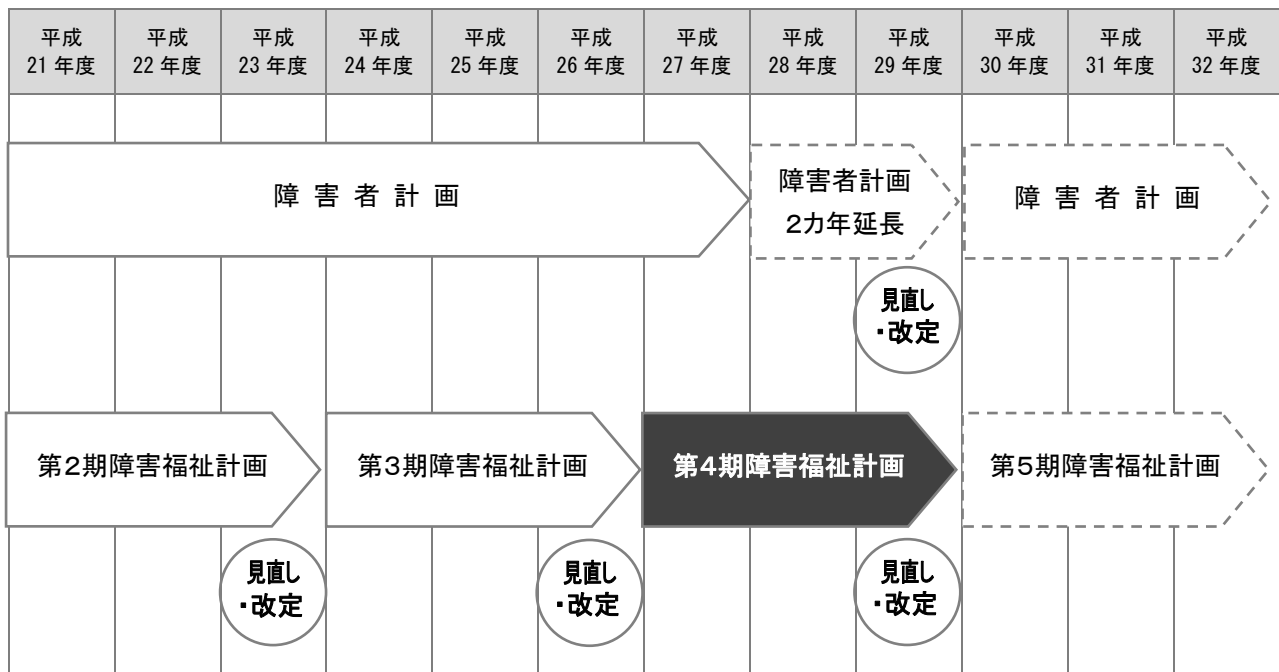 平成
21 年度
平成
22 年度
平成
23 年度
平成
24 年度
平成
25 年度
平成
26 年度
平成
27 年度
平成
28 年度
平成
29 年度
平成
30 年度
平成
31 年度
平成
32 年度
障 害 者 計 画
障害者計画
2カ年延長
障 害 者 計 画
見直し
・改定
第2期障害福祉計画
第3期障害福祉計画
第4期障害福祉計画
第5期障害福祉計画
見直し
・改定
見直し
・改定
見直し
・改定